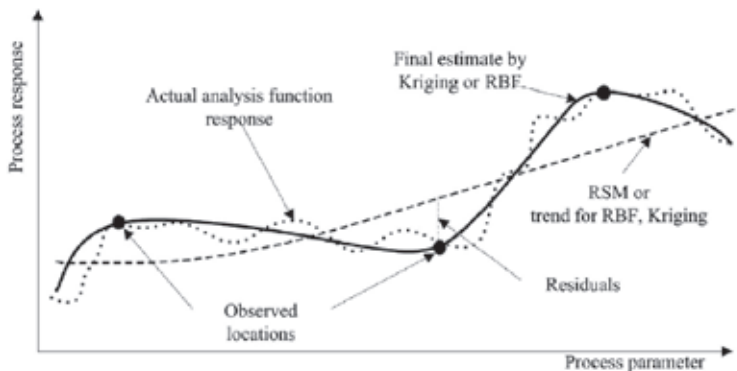 Process response
Actual analysis function
response
Final estimate by
Kriging or RBF
RSM or
trend for RBF, Kriging
Residuals
Observed
locations
Process parameter